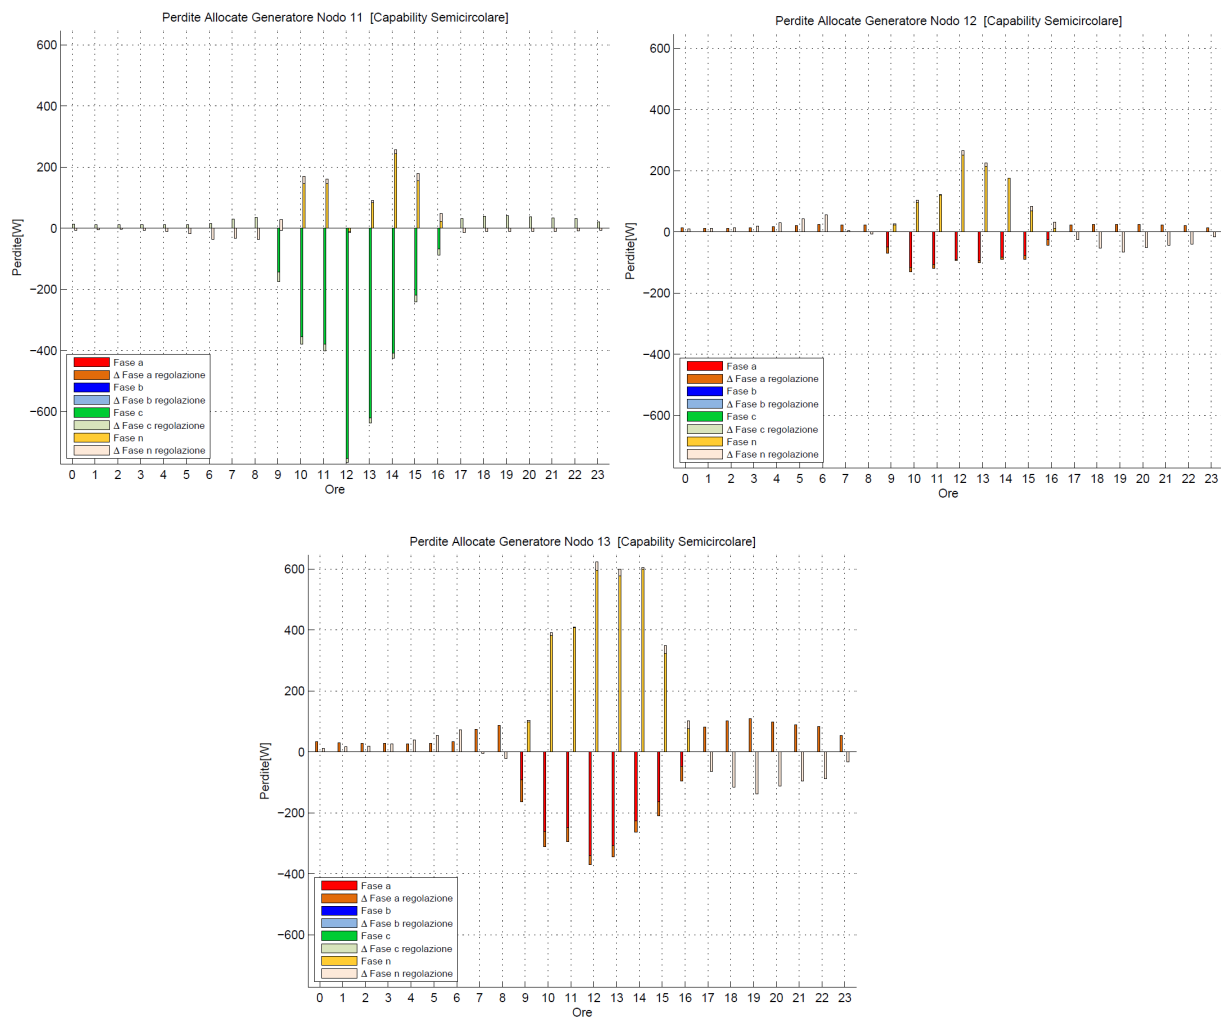 Perdite Allocate Generatore Nodo 11 [Capability Semicircolare]
600
400
200
0
−200
−400
−600
Perdite[W]
Fase a
Δ Fase a regolazione
Fase b
Δ Fase b regolazione
Fase c
Δ Fase c regolazione
Fase n
Δ Fase n regolazione
0 1 2 3 4 5 6 7 8 9 10 11 12 13 14 15 16 17 18 19 20 21 22 23
Ore
Perdite Allocate Generatore Nodo 12 [Capability Semicircolare]
600
400
200
0
−200
−400
−600
Perdite[W]
Fase a
Δ Fase a regolazione
Fase b
Δ Fase b regolazione
Fase c
Δ Fase c regolazione
Fase n
Δ Fase n regolazione
0 1 2 3 4 5 6 7 8 9 10 11 12 13 14 15 16 17 18 19 20 21 22 23
Ore
Perdite Allocate Generatore Nodo 13 [Capability Semicircolare]
600
400
200
0
−200
−400
−600
Perdite[W]
Fase a
Δ Fase a regolazione
Fase b
Δ Fase b regolazione
Fase c
Δ Fase c regolazione
Fase n
Δ Fase n regolazione
0 1 2 3 4 5 6 7 8 9 10 11 12 13 14 15 16 17 18 19 20 21 22 23
Ore